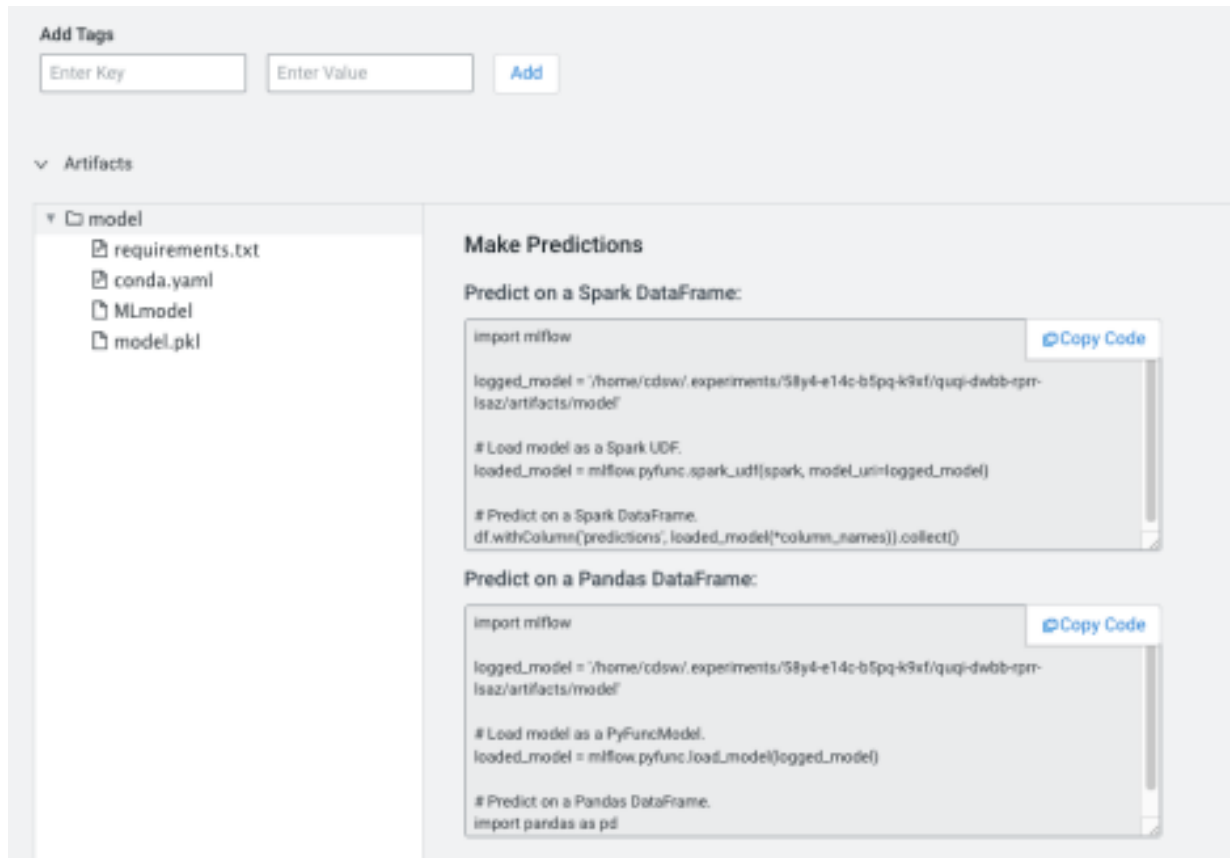 Add Tags
Enter Key
Enter Value
Add
Artifacts
model
requirements.txt
conda.yaml
MLmodel
model.pkl
Make Predictions
Predict on a Spark DataFrame:
Copy Code
import mlflow
logged_model = '/home/cdsw/.experiments/58y4-e14c-b5pq-k9xf/quqi-dwbb-rprr-
lsaz/artifacts/model'
# Load model as a Spark UDF.
loaded_model = mlflow.pyfunc.spark_udf(spark, model_uri=logged_model)
# Predict on a Spark DataFrame.
df.withColumn('predictions', loaded_model(*column_names)).collect()
Predict on a Pandas DataFrame:
Copy Code
import mlflow
logged_model = '/home/cdsw/.experiments/58y4-e14c-b5pq-k9xf/quqi-dwbb-rprr-
lsaz/artifacts/model'
# Load model as a PyFuncModel.
loaded_model = mlflow.pyfunc.load_model(logged_model)
# Predict on a Pandas DataFrame.
import pandas as pd